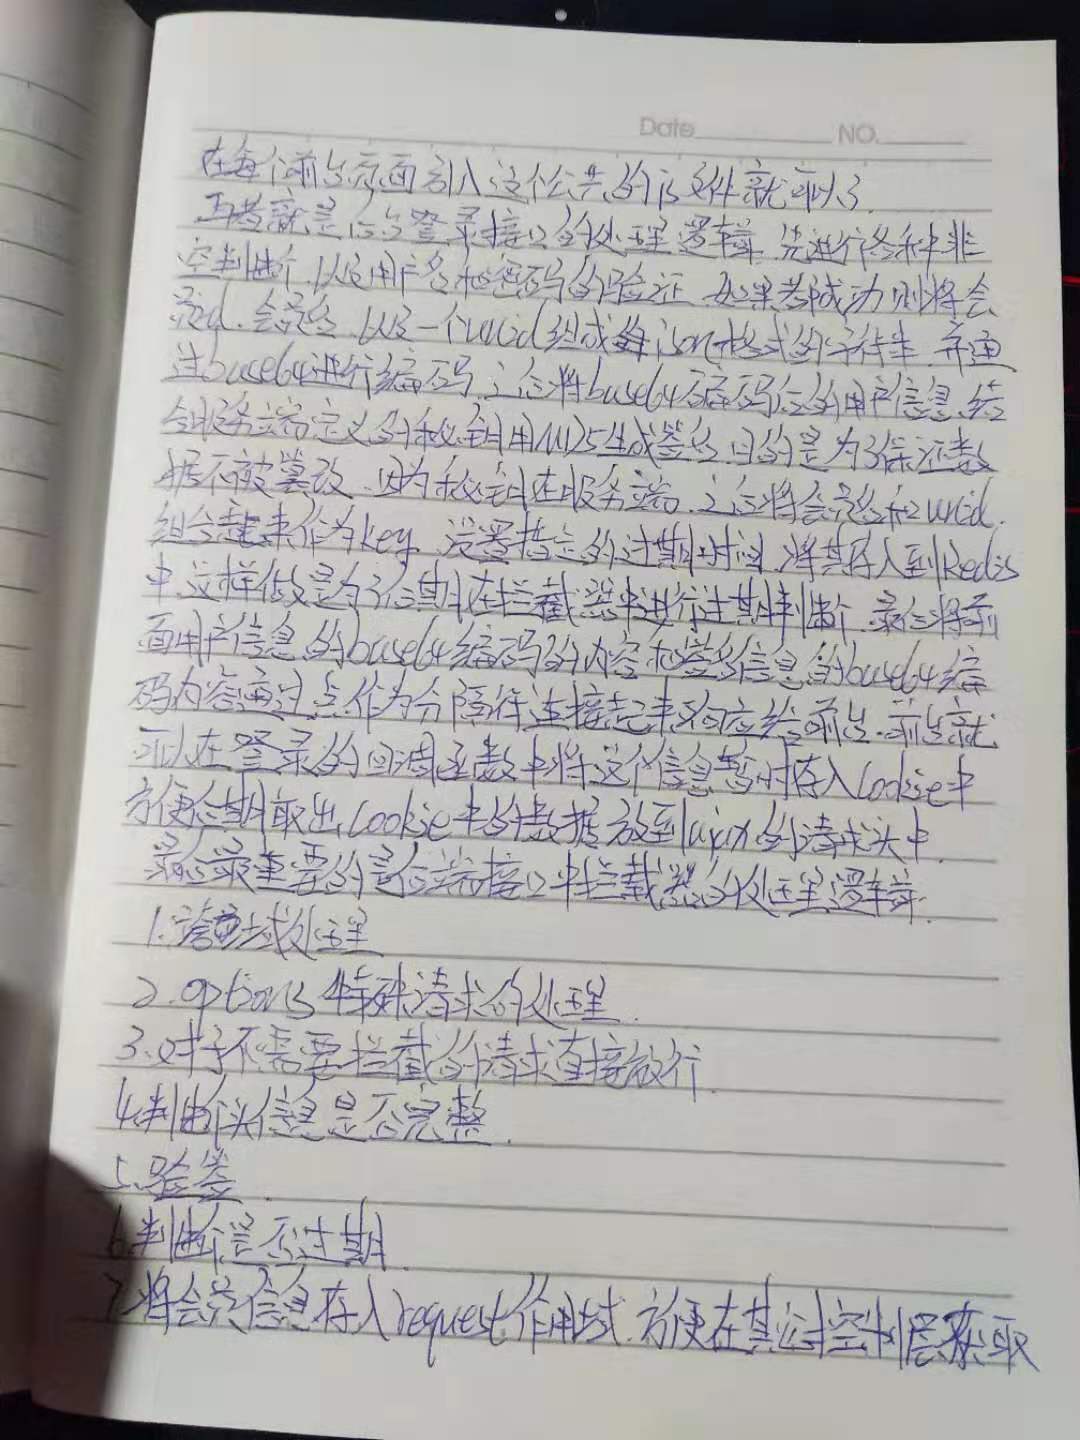 Date NO.
在每个前台页面引入这个公共的js文件就可以了.
再者就是后台登录接口的处理逻辑 先进行各种非
空判断.以及用户名和密码的验证 如果都成功则将会
员id.会员名.以及一个uuid组成json格式的字符串.并通
过base64进行编码.之后将base64编码后的用户信息.结
合服务端定义的秘钥用MD5生成签名 目的是为了保证数
据不被篡改.因为秘钥在服务端.之后将会员名和uuid.
组合起来作为key 设置指定的过期时间 将其存入到Redis
中 这样做是为了后期在拦截器中进行过期判断.最后将前
面用户信息的base64编码的内容和签名信息的base64编
码内容通过点作为分隔符连接起来响应给前台.前台就
可以在登录的回调函数中将这个信息暂时存入Cookie中
方便后期取出Cookie中的数据放到ajax的请求头中.
最后最重要的是后端接口中拦截器的处理逻辑.
1.跨域处理
2.options特殊请求的处理.
3.对于不需要拦截的请求直接放行.
4.判断头信息是否完整.
5.验签.
6.判断是否过期.
7.将会员信息存入request作用域.方便在其它控制层获取